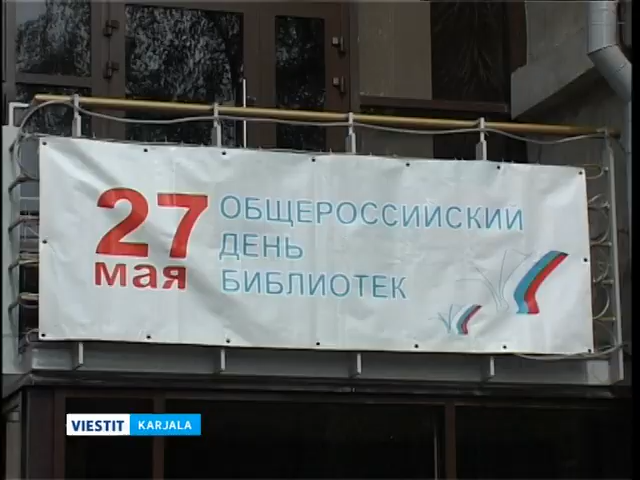 27 мая
ОБЩЕРОССИЙСКИЙ
ДЕНЬ
БИБЛИОТЕК
VIESTIT KARJALA